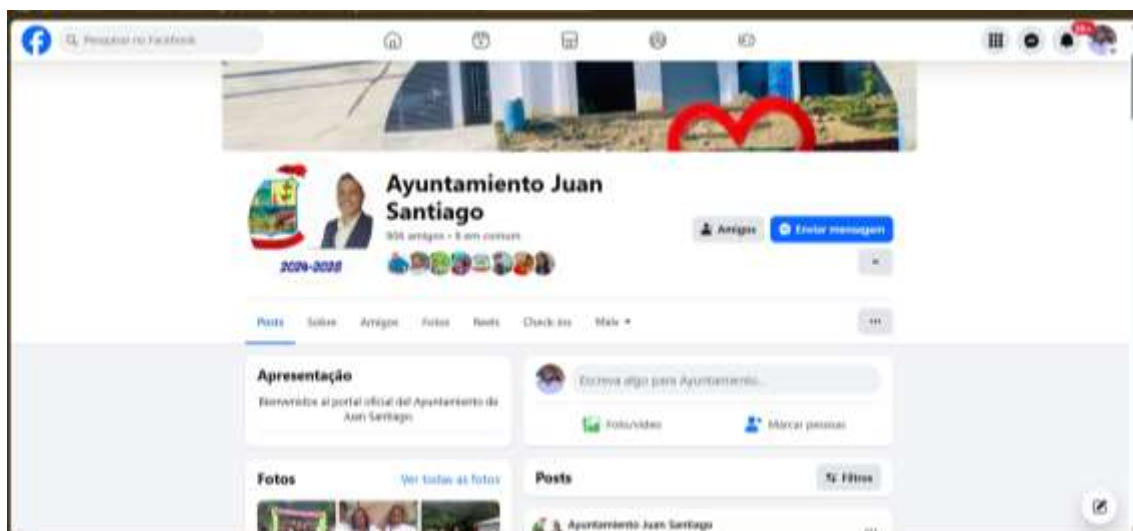 Pesquisar no Facebook
Ayuntamiento Juan
Santiago
amigos • 8 em comum
2024-2028
Amigos
Enviar mensagem
Posts Sobre Amigos Fotos Reels Check-ins Mais
Apresentação
Bienvenidos al portal oficial del Ayuntamiento de
Juan Santiago
Escreva algo para Ayuntamiento...
Foto/vídeo
Marcar pessoas
Fotos
Ver todas as fotos
Posts
Filtros
Ayuntamiento Juan Santiago